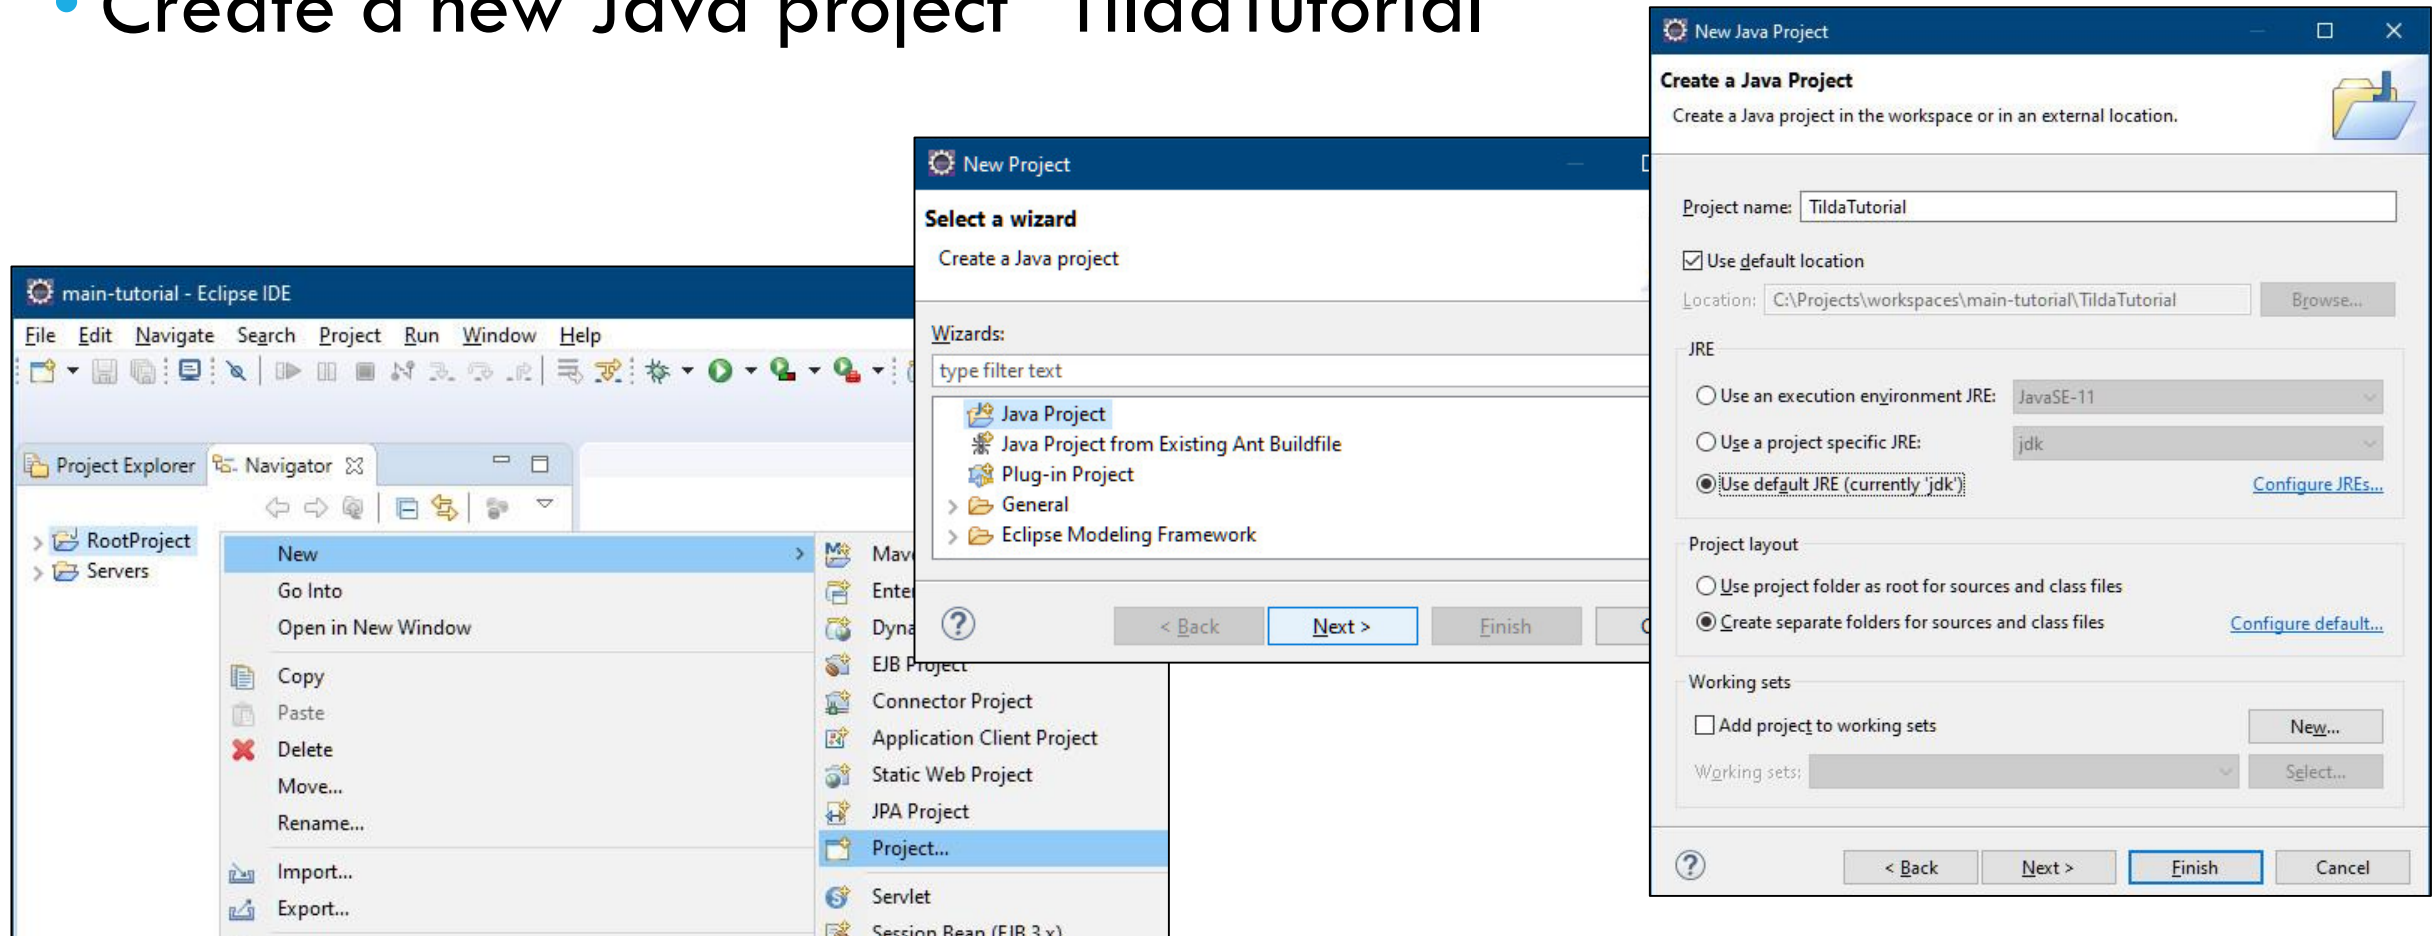 • Create a new Java project "TildaTutorial"
main-tutorial - Eclipse IDE
File Edit Navigate Search Project Run Window Help
Project Explorer Navigator
RootProject
Servers
New
Go Into
Open in New Window
Copy
Paste
Delete
Move...
Rename...
Import...
Export...
EJB Project
Connector Project
Application Client Project
Static Web Project
JPA Project
Project...
Servlet
Session Bean (EJB 3.x)
New Project
Select a wizard
Create a Java project
Wizards:
type filter text
Java Project
Java Project from Existing Ant Buildfile
Plug-in Project
General
Eclipse Modeling Framework
< Back Next > Finish
New Java Project
Create a Java Project
Create a Java project in the workspace or in an external location.
Project name: TildaTutorial
Use default location
Location: C:\Projects\workspaces\main-tutorial\TildaTutorial Browse...
JRE
Use an execution environment JRE: JavaSE-11
Use a project specific JRE: jdk
Use default JRE (currently 'jdk') Configure JREs...
Project layout
Use project folder as root for sources and class files
Create separate folders for sources and class files Configure default...
Working sets
Add project to working sets New...
Working sets: Select...
< Back Next > Finish Cancel